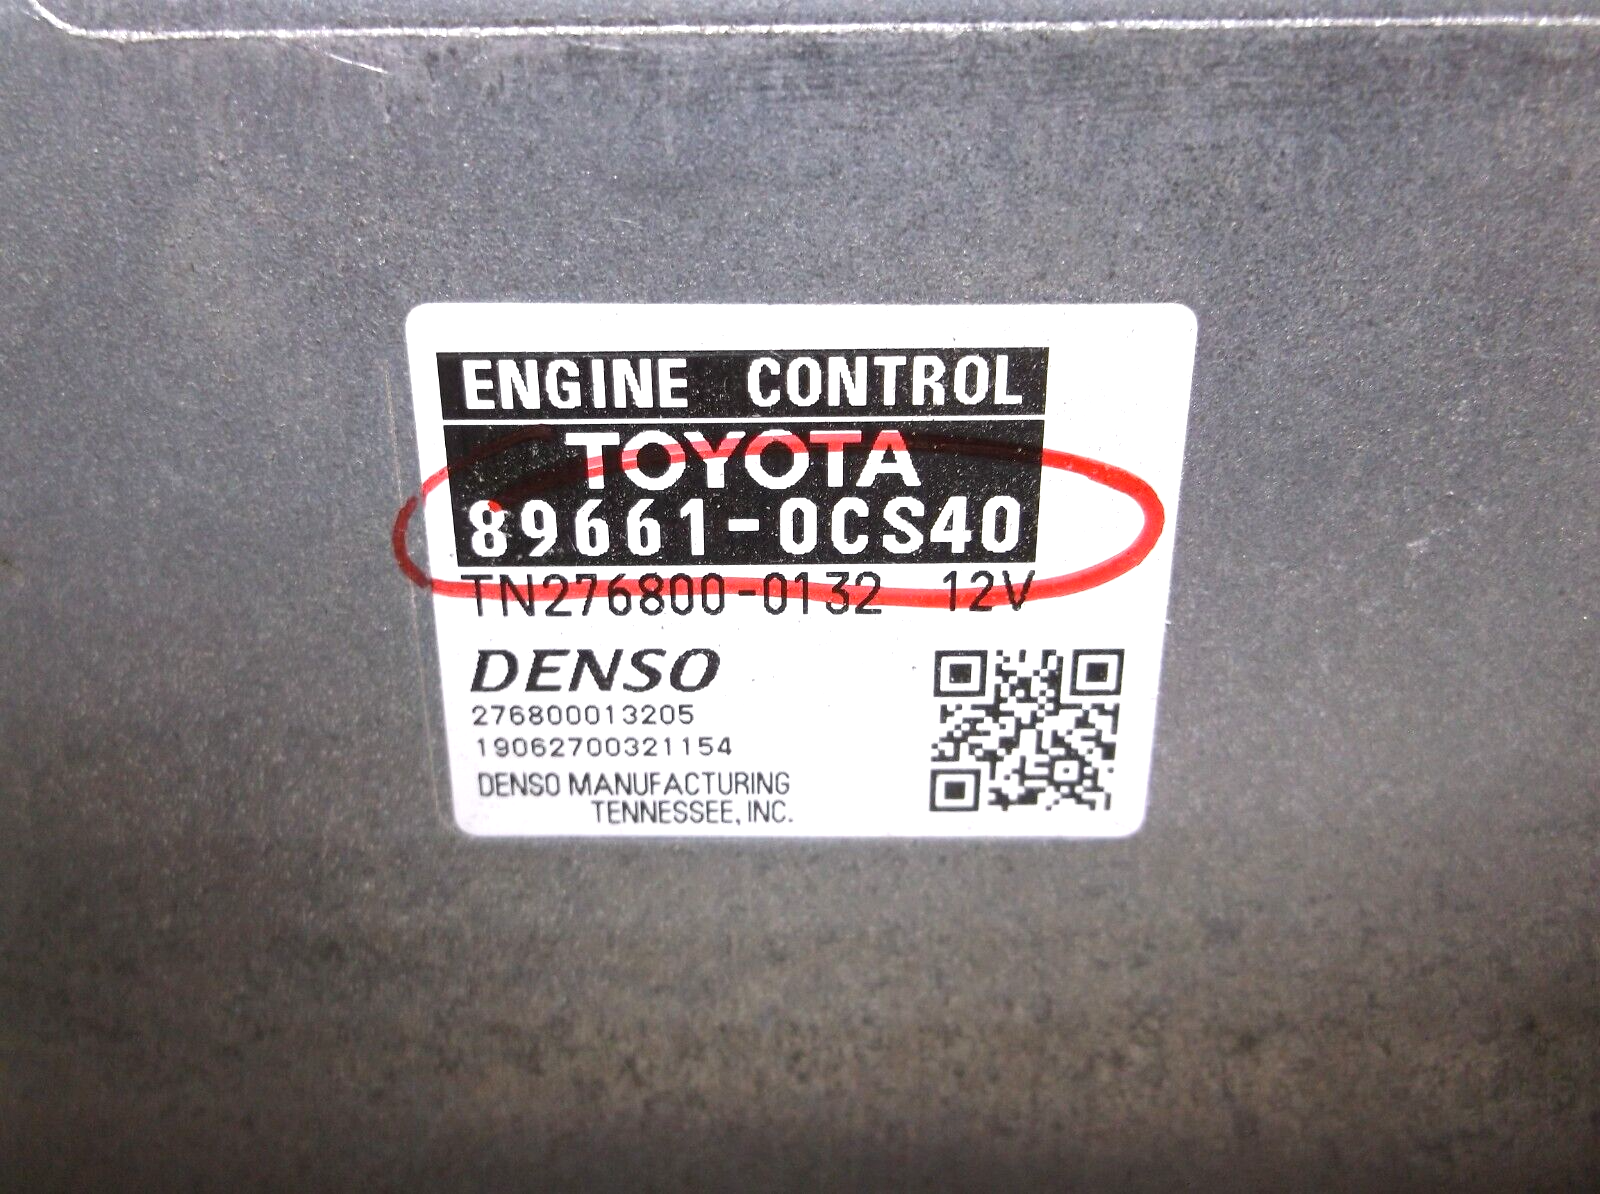 ENGINE CONTROL
TOYOTA
89661-0CS40
TN276800-0132 12V
DENSO
276800013205
19062700321154
DENSO MANUFACTURING
TENNESSEE, INC.